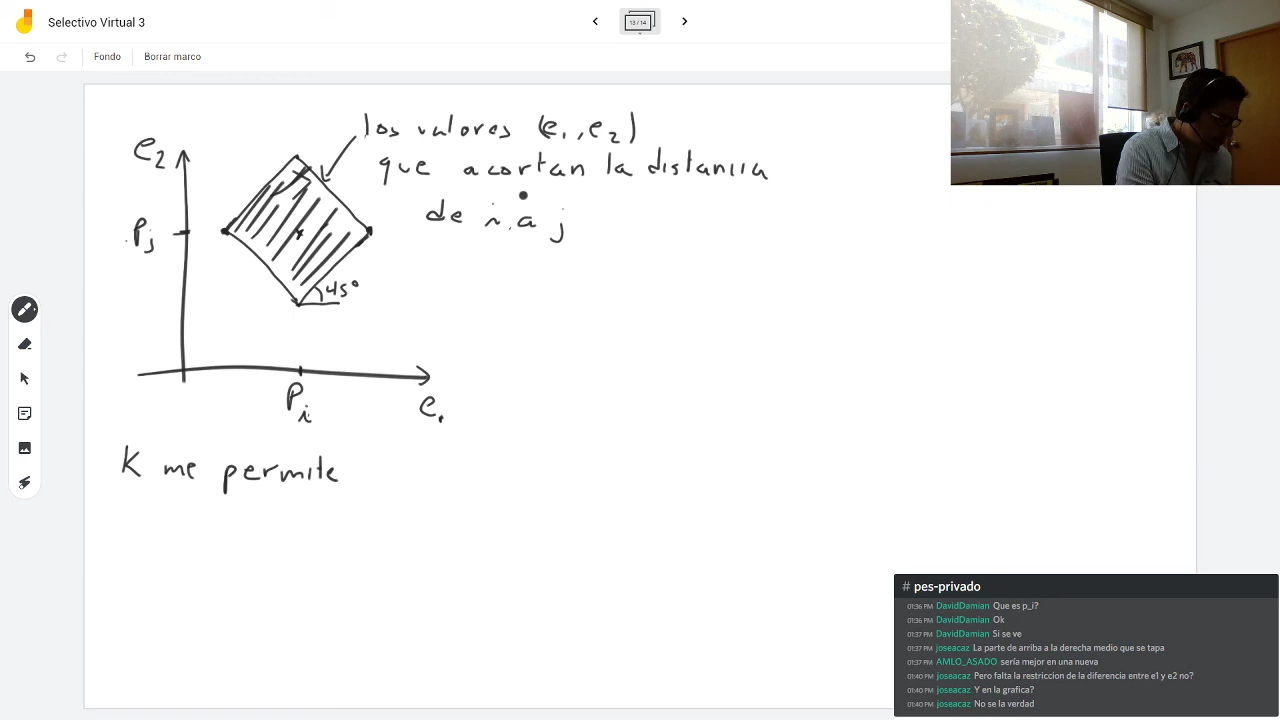 Selectivo Virtual 3
13 / 14
Fondo
Borrar marco
los valores (e1, e2)
que acortan la distancia
de i a j
e2
Pj
45°
Pi
e1
K me permite
# pes-privado
01:36 PM DavidDamian Que es p_i?
01:36 PM DavidDamian Ok
01:37 PM DavidDamian Si se ve
01:37 PM joseacaz La parte de arriba a la derecha medio que se tapa
01:37 PM AMLO_ASADO sería mejor en una nueva
01:40 PM joseacaz Pero falta la restriccion de la diferencia entre e1 y e2 no?
01:40 PM joseacaz Y en la grafica?
01:40 PM joseacaz No se la verdad